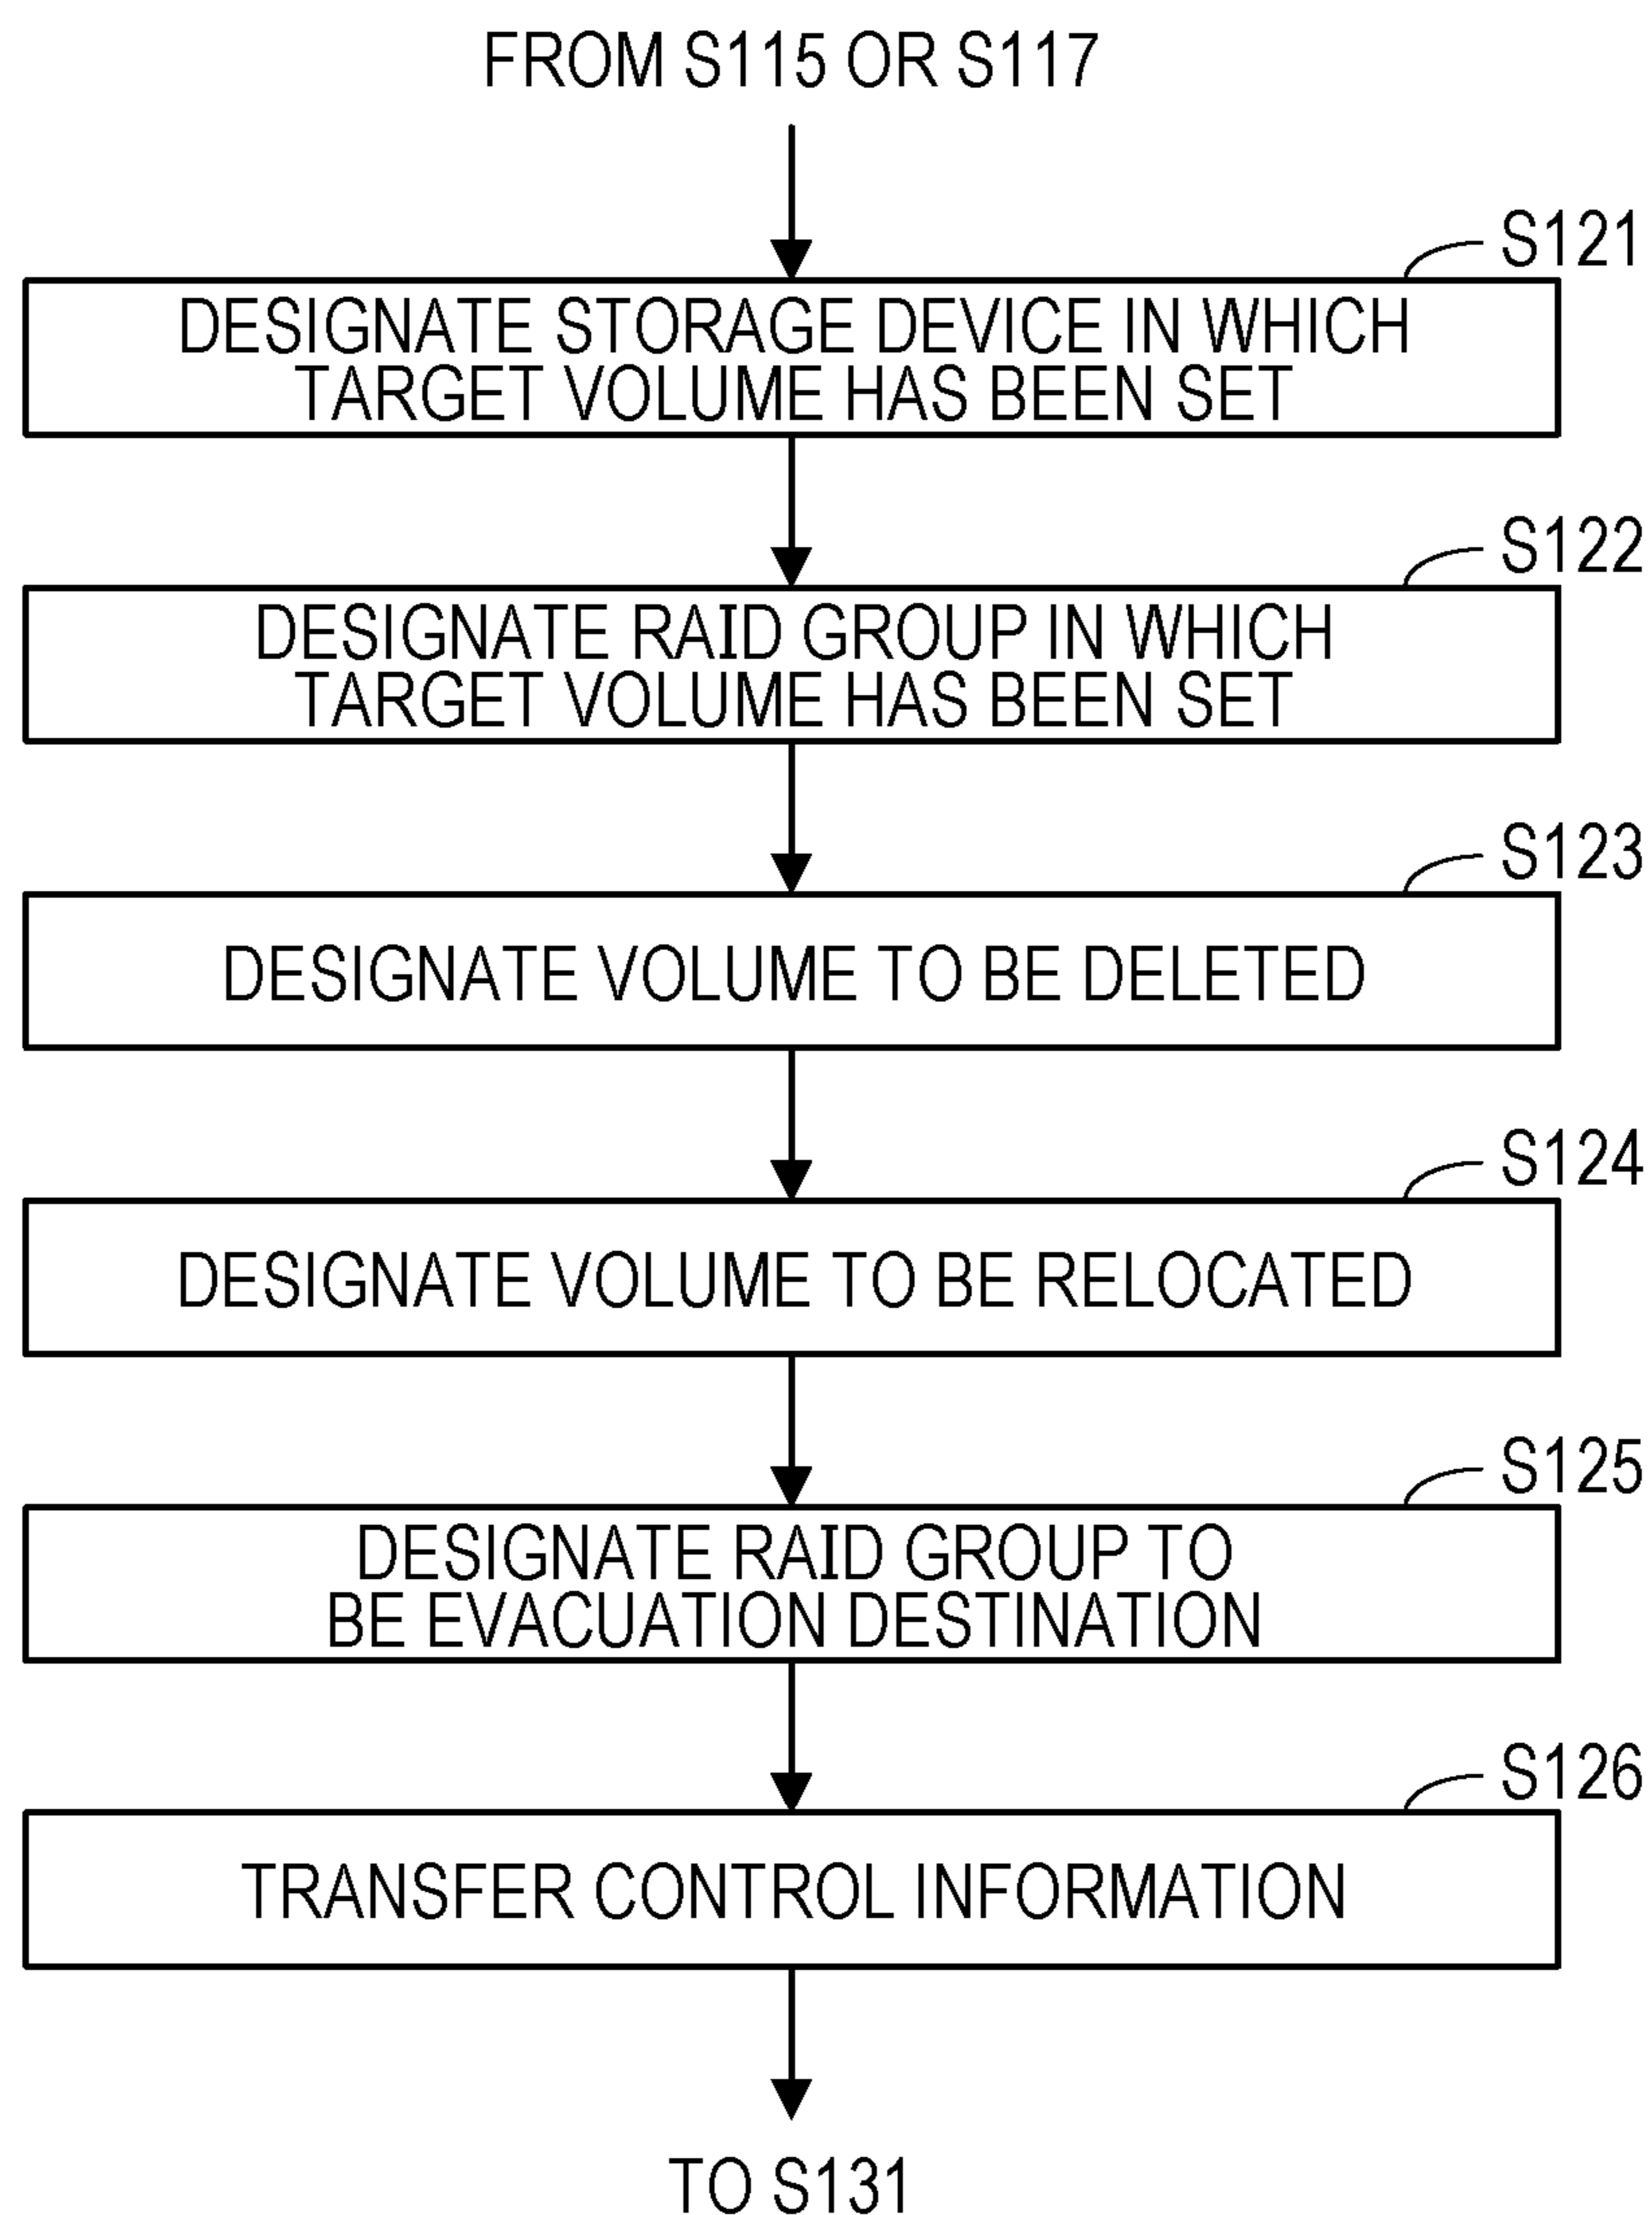 FROM S115 OR S117
S121
DESIGNATE STORAGE DEVICE IN WHICH
TARGET VOLUME HAS BEEN SET
S122
DESIGNATE RAID GROUP IN WHICH
TARGET VOLUME HAS BEEN SET
S123
DESIGNATE VOLUME TO BE DELETED
S124
DESIGNATE VOLUME TO BE RELOCATED
S125
DESIGNATE RAID GROUP TO
BE EVACUATION DESTINATION
S126
TRANSFER CONTROL INFORMATION
TO S131